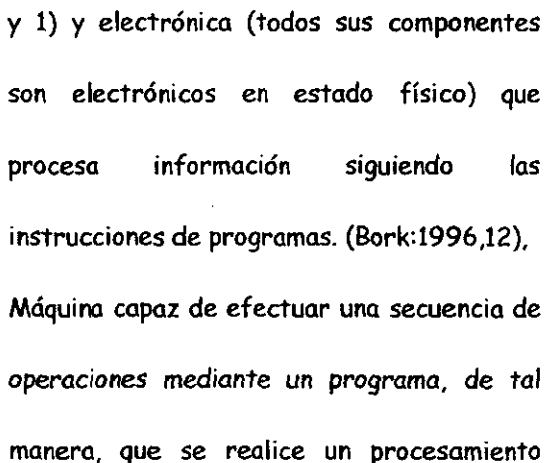 y 1) y electrónica (todos sus componentes
son electrónicos en estado físico) que
procesa información siguiendo las
instrucciones de programas. (Bork:1996,12),
Máquina capaz de efectuar una secuencia de
operaciones mediante un programa, de tal
manera, que se realice un procesamiento